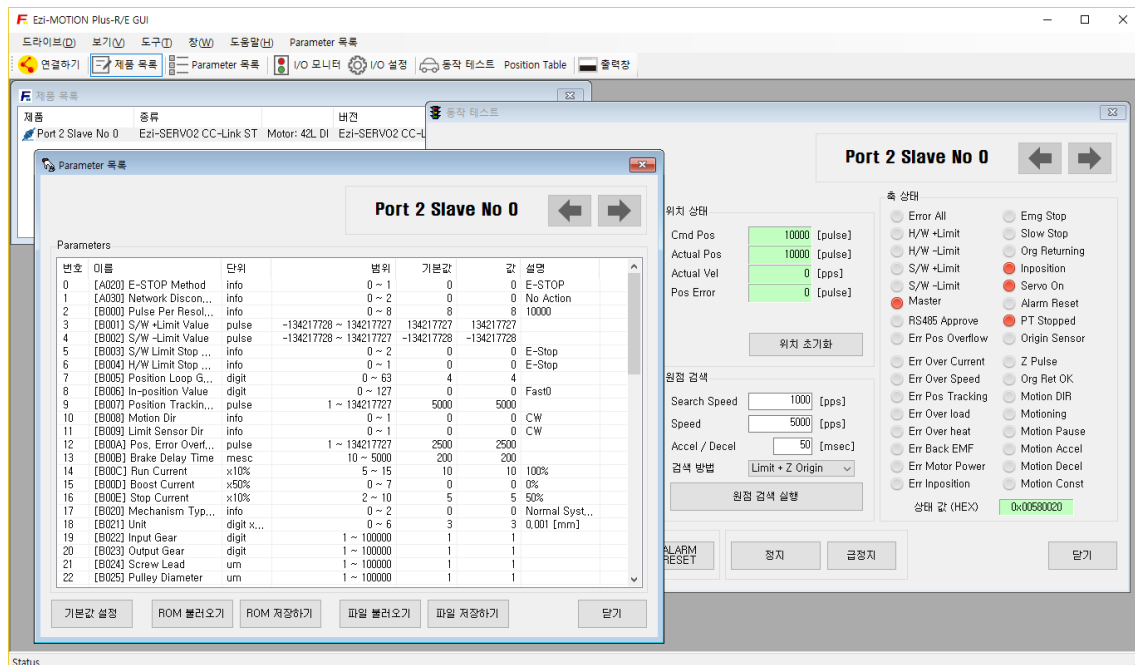 Ezi-MOTION Plus-R/E GUI
드라이브(D) 보기(V) 도구(T) 창(W) 도움말(H) Parameter 목록
연결하기 제품 목록 Parameter 목록 I/O 모니터 I/O 설정 동작 테스트 Position Table 출력창
제품 목록
제품 종류 버전
Port 2 Slave No 0 Ezi-SERVO2 CC-Link ST Motor: 42L DI Ezi-SERVO2 CC-L
Parameter 목록
Port 2 Slave No 0
Parameters
번호 이름 단위 범위 기본값 값 설명
0 [A020] E-STOP Method info 0 ~ 1 0 0 E-STOP
1 [A030] Network Discon... info 0 ~ 2 0 0 No Action
2 [B000] Pulse Per Resol... info 0 ~ 8 8 8 10000
3 [B001] S/W +Limit Value pulse -134217728 ~ 134217727 134217727 134217727
4 [B002] S/W -Limit Value pulse -134217728 ~ 134217727 -134217728 -134217728
5 [B003] S/W Limit Stop ... info 0 ~ 2 0 0 E-Stop
6 [B004] H/W Limit Stop ... info 0 ~ 1 0 0 E-Stop
7 [B005] Position Loop G... digit 0 ~ 63 4 4
8 [B006] In-position Value digit 0 ~ 127 0 0 Fast0
9 [B007] Position Trackin... pulse 1 ~ 134217727 5000 5000
10 [B008] Motion Dir info 0 ~ 1 0 0 CW
11 [B009] Limit Sensor Dir info 0 ~ 1 0 0 CW
12 [B00A] Pos. Error Overf... pulse 1 ~ 134217727 2500 2500
13 [B00B] Brake Delay Time mesc 10 ~ 5000 200 200
14 [B00C] Run Current x10% 5 ~ 15 10 10 100%
15 [B00D] Boost Current x50% 0 ~ 7 0 0 0%
16 [B00E] Stop Current x10% 2 ~ 10 5 5 50%
17 [B020] Mechanism Typ... info 0 ~ 2 0 0 Normal Syst...
18 [B021] Unit digit x... 0 ~ 6 3 3 0.001 [mm]
19 [B022] Input Gear digit 1 ~ 100000 1 1
20 [B023] Output Gear digit 1 ~ 100000 1 1
21 [B024] Screw Lead um 1 ~ 100000 1 1
22 [B025] Pulley Diameter um 1 ~ 100000 1 1
기본값 설정 ROM 불러오기 ROM 저장하기 파일 불러오기 파일 저장하기 닫기
동작 테스트
Port 2 Slave No 0
위치 상태
Cmd Pos 10000 [pulse]
Actual Pos 10000 [pulse]
Actual Vel 0 [pps]
Pos Error 0 [pulse]
위치 초기화
원점 검색
Search Speed 1000 [pps]
Speed 5000 [pps]
Accel / Decel 50 [msec]
검색 방법 Limit + Z Origin
원점 검색 실행
축 상태
Error All Emg Stop
H/W +Limit Slow Stop
H/W -Limit Org Returning
S/W +Limit Inposition
S/W -Limit Servo On
Master Alarm Reset
RS485 Approve PT Stopped
Err Pos Overflow Origin Sensor
Err Over Current Z Pulse
Err Over Speed Org Ret OK
Err Pos Tracking Motion DIR
Err Over load Motioning
Err Over heat Motion Pause
Err Back EMF Motion Accel
Err Motor Power Motion Decel
Err Inposition Motion Const
상태 값 (HEX) 0x00580020
ALARM
RESET
정지 급정지 닫기
Status